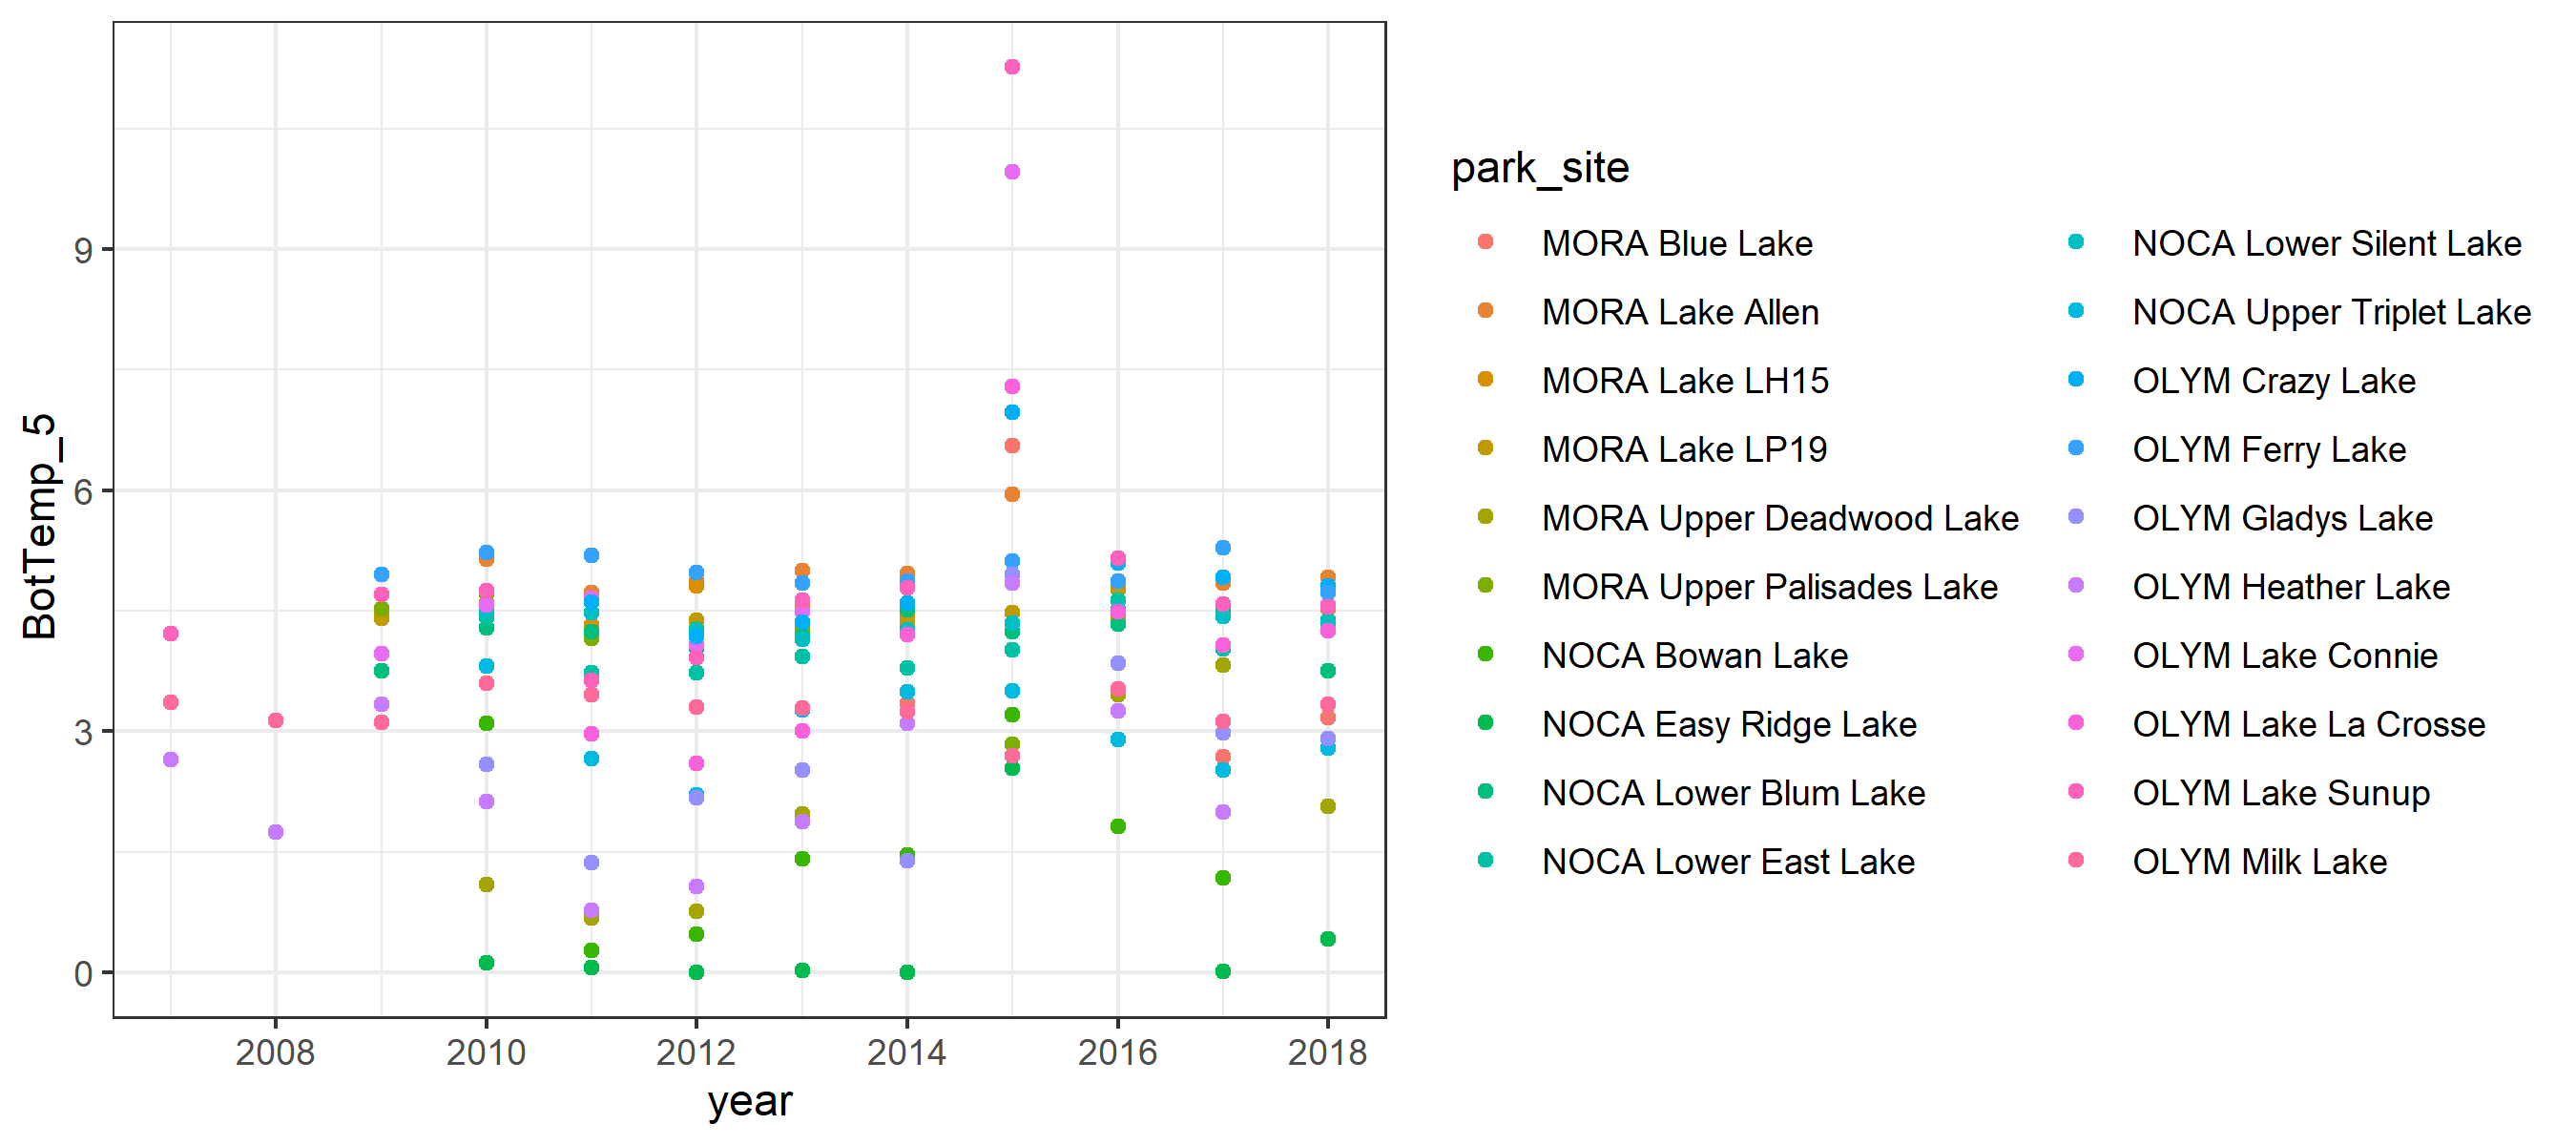 9
6
3
0
BotTemp_5
2008
2010
2012
2014
2016
2018
year
park_site
MORA Blue Lake
MORA Lake Allen
MORA Lake LH15
MORA Lake LP19
MORA Upper Deadwood Lake
MORA Upper Palisades Lake
NOCA Bowan Lake
NOCA Easy Ridge Lake
NOCA Lower Blum Lake
NOCA Lower East Lake
NOCA Lower Silent Lake
NOCA Upper Triplet Lake
OLYM Crazy Lake
OLYM Ferry Lake
OLYM Gladys Lake
OLYM Heather Lake
OLYM Lake Connie
OLYM Lake La Crosse
OLYM Lake Sunup
OLYM Milk Lake